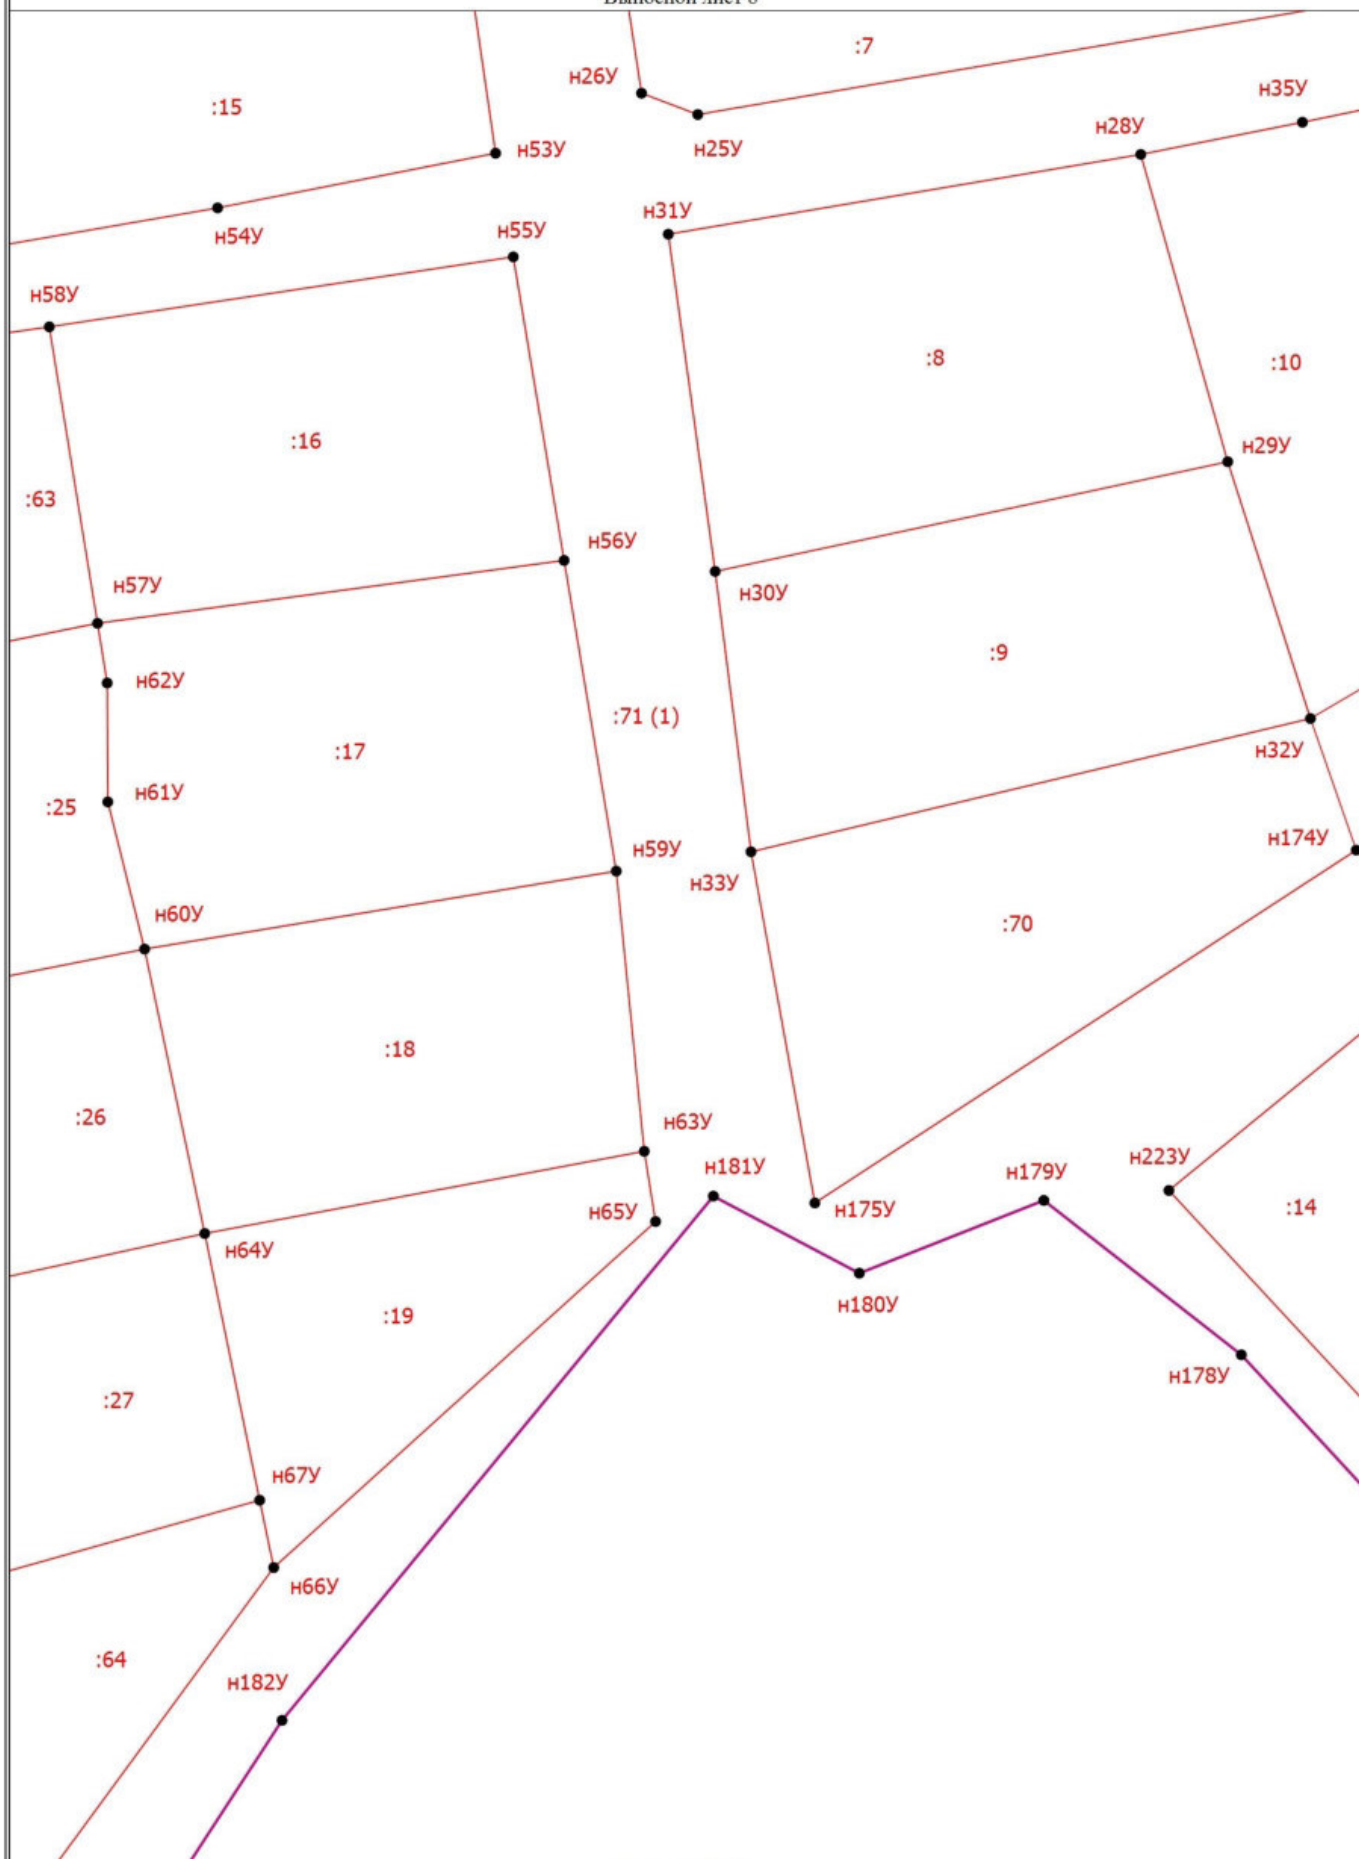 :7
н26У
н35У
:15
н28У
н53У
н25У
н31У
н54У
н55У
н58У
:8
:10
:16
н29У
:63
н56У
н57У
н30У
:9
н62У
:71 (1)
:17
н32У
н61У
:25
н174У
н59У
н33У
н60У
:70
:18
:26
н63У
н223У
н181У
н179У
:14
н175У
н65У
н64У
н180У
:19
н178У
:27
н67У
н66У
:64
н182У